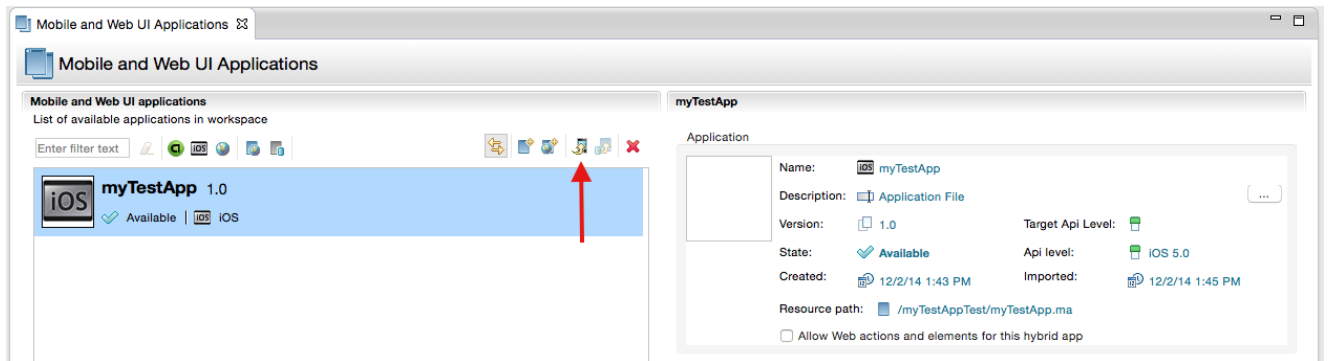 Mobile and Web UI Applications
Mobile and Web UI Applications
Mobile and Web UI applications
List of available applications in workspace
Enter filter text
iOS
iOS
myTestApp 1.0
Available | iOS iOS
myTestApp
Application
Name: iOS myTestApp
Description: Application File
...
Version: 1.0 Target Api Level:
State: Available Api level: iOS 5.0
Created: 12/2/14 1:43 PM Imported: 12/2/14 1:45 PM
Resource path: /myTestAppTest/myTestApp.ma
Allow Web actions and elements for this hybrid app